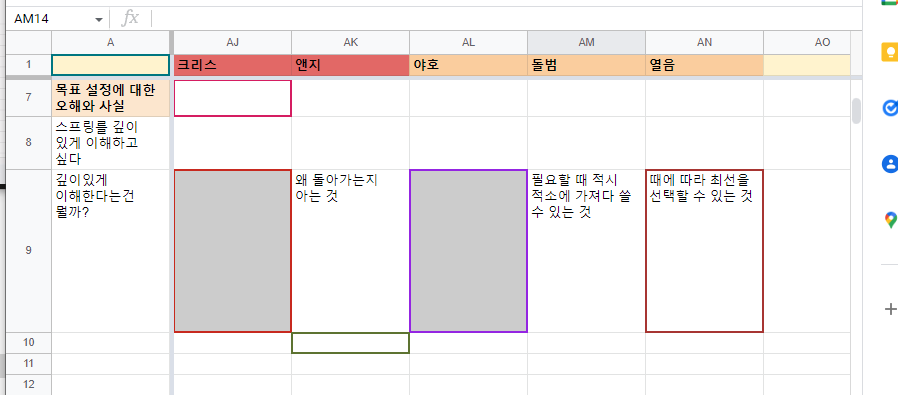 AM14
fx
A AJ AK AL AM AN AO
1 크리스 앤지 야호 돌범 열음
7 목표 설정에 대한
오해와 사실
8 스프링를 깊이
있게 이해하고
싶다
9 깊이있게
이해한다는건
뭘까?
왜 돌아가는지
아는 것
필요할 때 적시
적소에 가져다 쓸
수 있는 것
때에 따라 최선을
선택할 수 있는 것
10
11
12